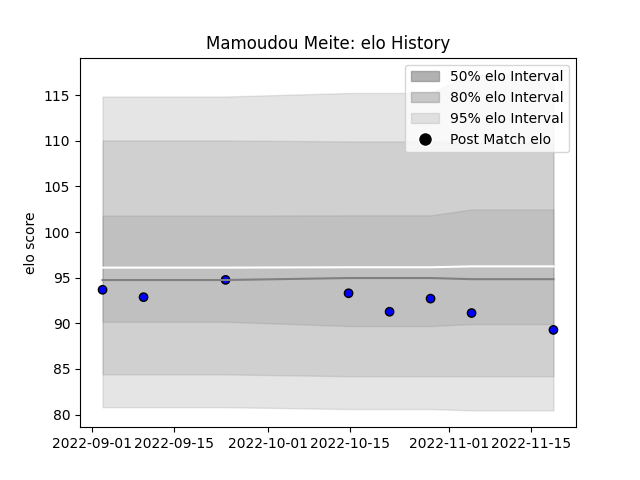 Mamoudou Meite: elo History
50% elo Interval
80% elo Interval
95% elo Interval
Post Match elo
elo score
115
110
105
100
95
90
85
80
2022-09-01 2022-09-15 2022-10-01 2022-10-15 2022-11-01 2022-11-15